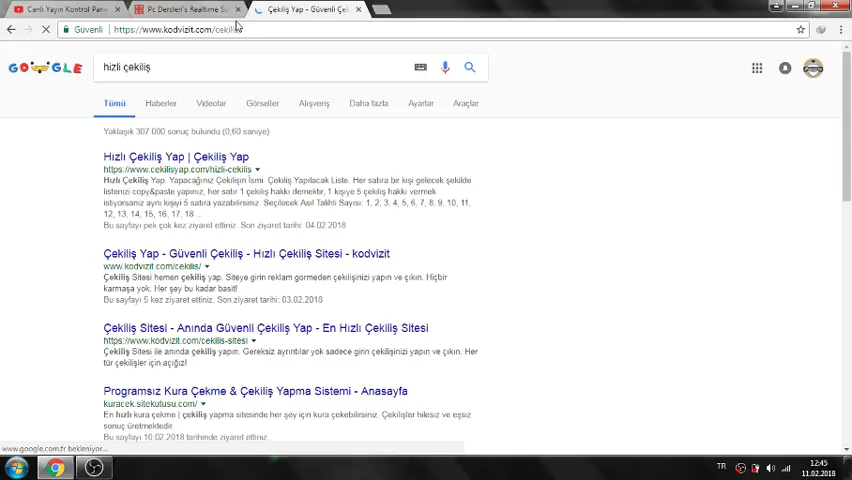 Canlı Yayın Kontrol Pane
Pc Dersleri's Realtime Su
Çekiliş Yap - Güvenli Çek
Güvenli
https://www.kodvizit.com/cekilis/
GOOGLE
hizli çekiliş
Tümü
Haberler
Videolar
Görseller
Alışveriş
Daha fazla
Ayarlar
Araçlar
Yaklaşık 307.000 sonuç bulundu (0,60 saniye)
Hızlı Çekiliş Yap | Çekiliş Yap
https://www.cekilisyap.com/hizli-cekilis
Hızlı Çekiliş Yap. Yapacağınız Çekilişin İsmi. Çekiliş Yapılacak Liste. Her satıra bir kişi gelecek şekilde
listenizi copy&paste yapınız, her satır 1 çekiliş hakkı demektir, 1 kişiye 5 çekiliş hakkı vermek
istiyorsanız aynı kişiyi 5 satıra yazabilirsiniz. Seçilecek Asıl Talihli Sayısı: 1, 2, 3, 4, 5, 6, 7, 8, 9, 10, 11,
12, 13, 14, 15, 16, 17, 18 ...
Bu sayfayı pek çok kez ziyaret ettiniz. Son ziyaret tarihi: 04.02.2018
Çekiliş Yap - Güvenli Çekiliş - Hızlı Çekiliş Sitesi - kodvizit
www.kodvizit.com/cekilis/
Çekiliş Sitesi hemen çekiliş yap. Siteye girin reklam gormeden çekilişinizi yapın ve çıkın. Hiçbir
karmaşa yok. Her şey bu kadar basit!
Bu sayfayı 5 kez ziyaret ettiniz. Son ziyaret tarihi: 03.02.2018
Çekiliş Sitesi - Anında Güvenli Çekiliş Yap - En Hızlı Çekiliş Sitesi
https://www.kodvizit.com/cekilis-sitesi
Çekiliş Sitesi ile anında çekiliş yapın. Gereksiz ayrıntılar yok sadece girin çekilişinizi yapın ve çıkın. Her
tür çekilişler için açığız!
Programsız Kura Çekme & Çekiliş Yapma Sistemi - Anasayfa
kuracek.sitekutusu.com/
En hızlı kura çekme | çekiliş yapma sitesinde her şey için kura çekebilirsiniz. Çekilişler hilesiz ve eşsiz
sonuç üretmektedir.
Bu sayfayı 10.02.2018 tarihinde ziyaret ettiniz.
www.google.com.tr bekleniyor...
TR
12:45
11.02.2018